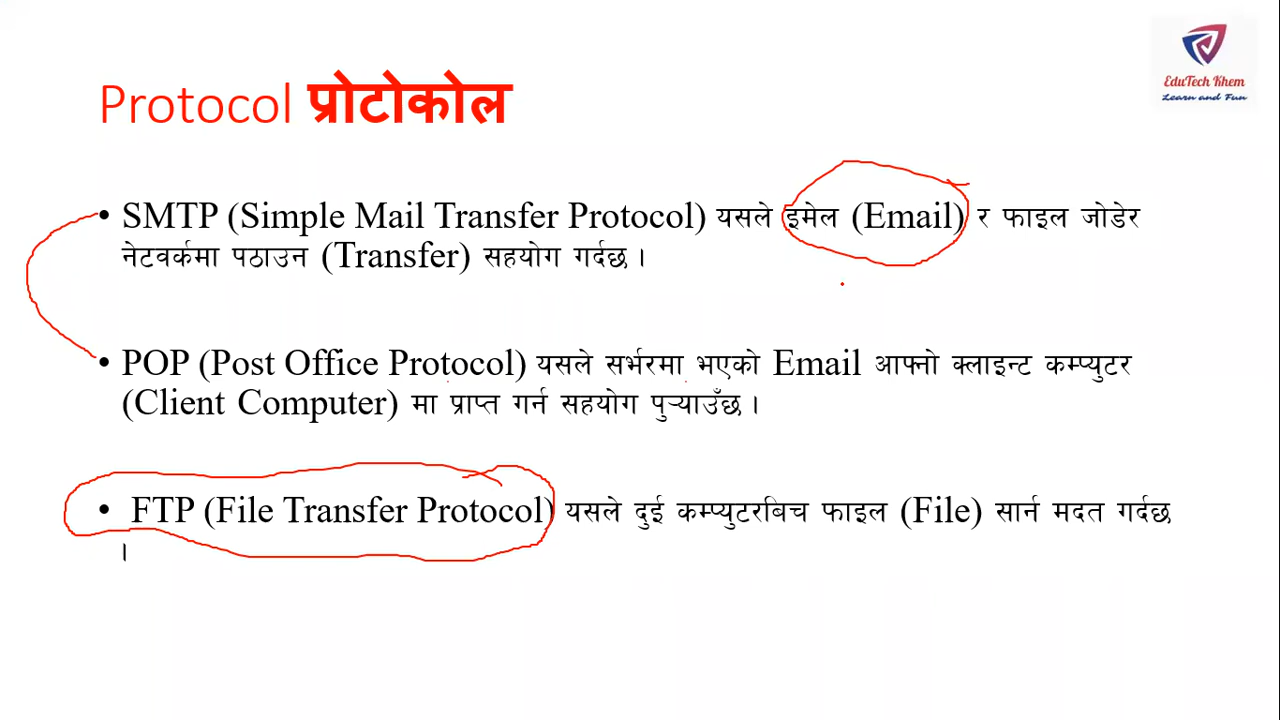 EduTech Khem
Learn and Fun
Protocol प्रोटोकोल
• SMTP (Simple Mail Transfer Protocol) यसले इमेल (Email) र फाइल जोडेर
नेटवर्कमा पठाउन (Transfer) सहयोग गर्दछ ।
• POP (Post Office Protocol) यसले सर्भरमा भएको Email आफ्नो क्लाइन्ट कम्प्युटर
(Client Computer) मा प्राप्त गर्न सहयोग पुऱ्याउँछ ।
• FTP (File Transfer Protocol) यसले दुई कम्प्युटरबिच फाइल (File) सार्न मदत गर्दछ
।